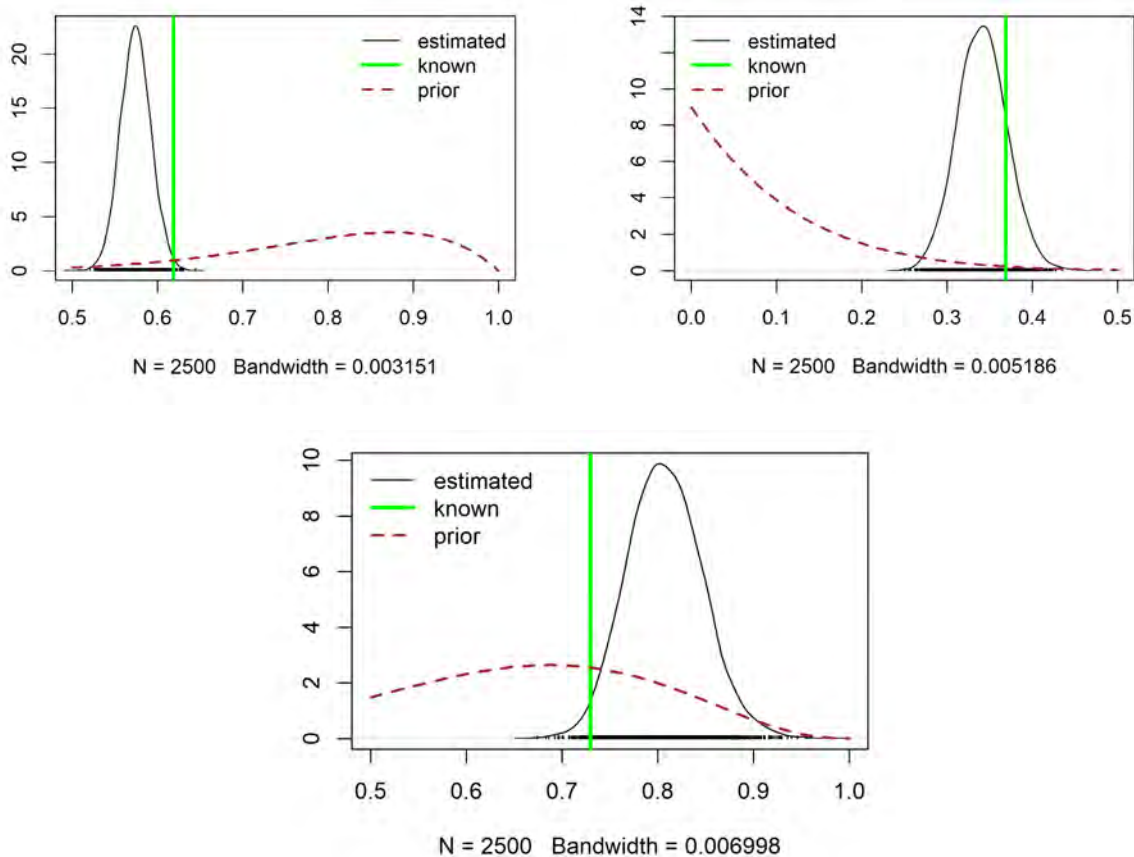 estimated
known
prior
0
5
10
15
20
0.5 0.6 0.7 0.8 0.9 1.0
N = 2500 Bandwidth = 0.003151
estimated
known
prior
0
2
4
6
8
10
12
14
0.0 0.1 0.2 0.3 0.4 0.5
N = 2500 Bandwidth = 0.005186
estimated
known
prior
0
2
4
6
8
10
0.5 0.6 0.7 0.8 0.9 1.0
N = 2500 Bandwidth = 0.006998